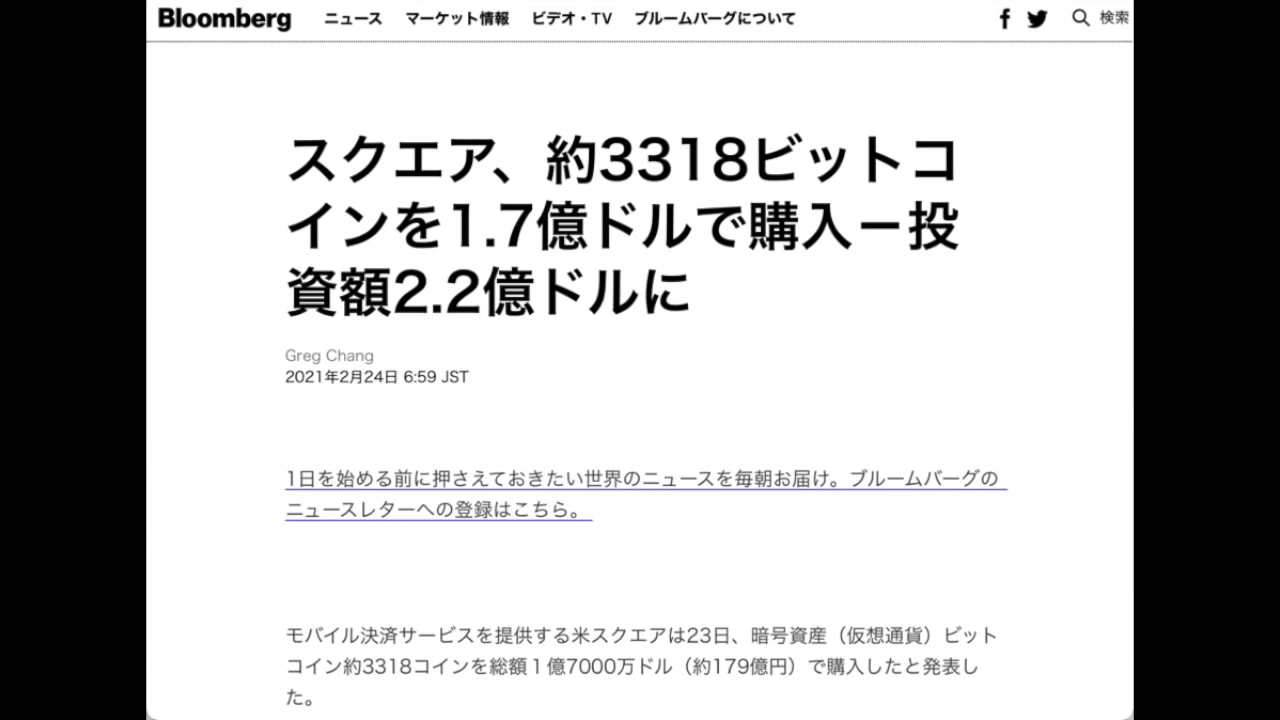 Bloomberg ニュース マーケット情報 ビデオ・TV ブルームバーグについて 検索
スクエア、約3318ビットコ
インを1.7億ドルで購入ー投
資額2.2億ドルに
Greg Chang
2021年2月24日 6:59 JST
1日を始める前に押さえておきたい世界のニュースを毎朝お届け。ブルームバーグの
ニュースレターへの登録はこちら。
モバイル決済サービスを提供する米スクエアは23日、暗号資産（仮想通貨）ビット
コイン約3318コインを総額１億7000万ドル（約179億円）で購入したと発表し
た。